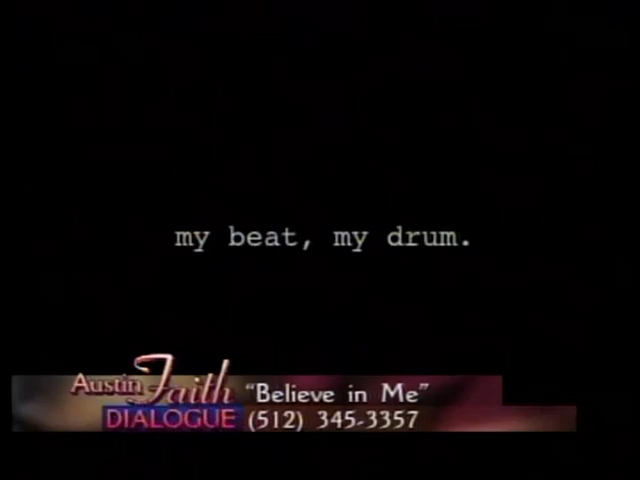 my beat, my drum.
Austin Faith "Believe in Me"
DIALOGUE (512) 345-3357